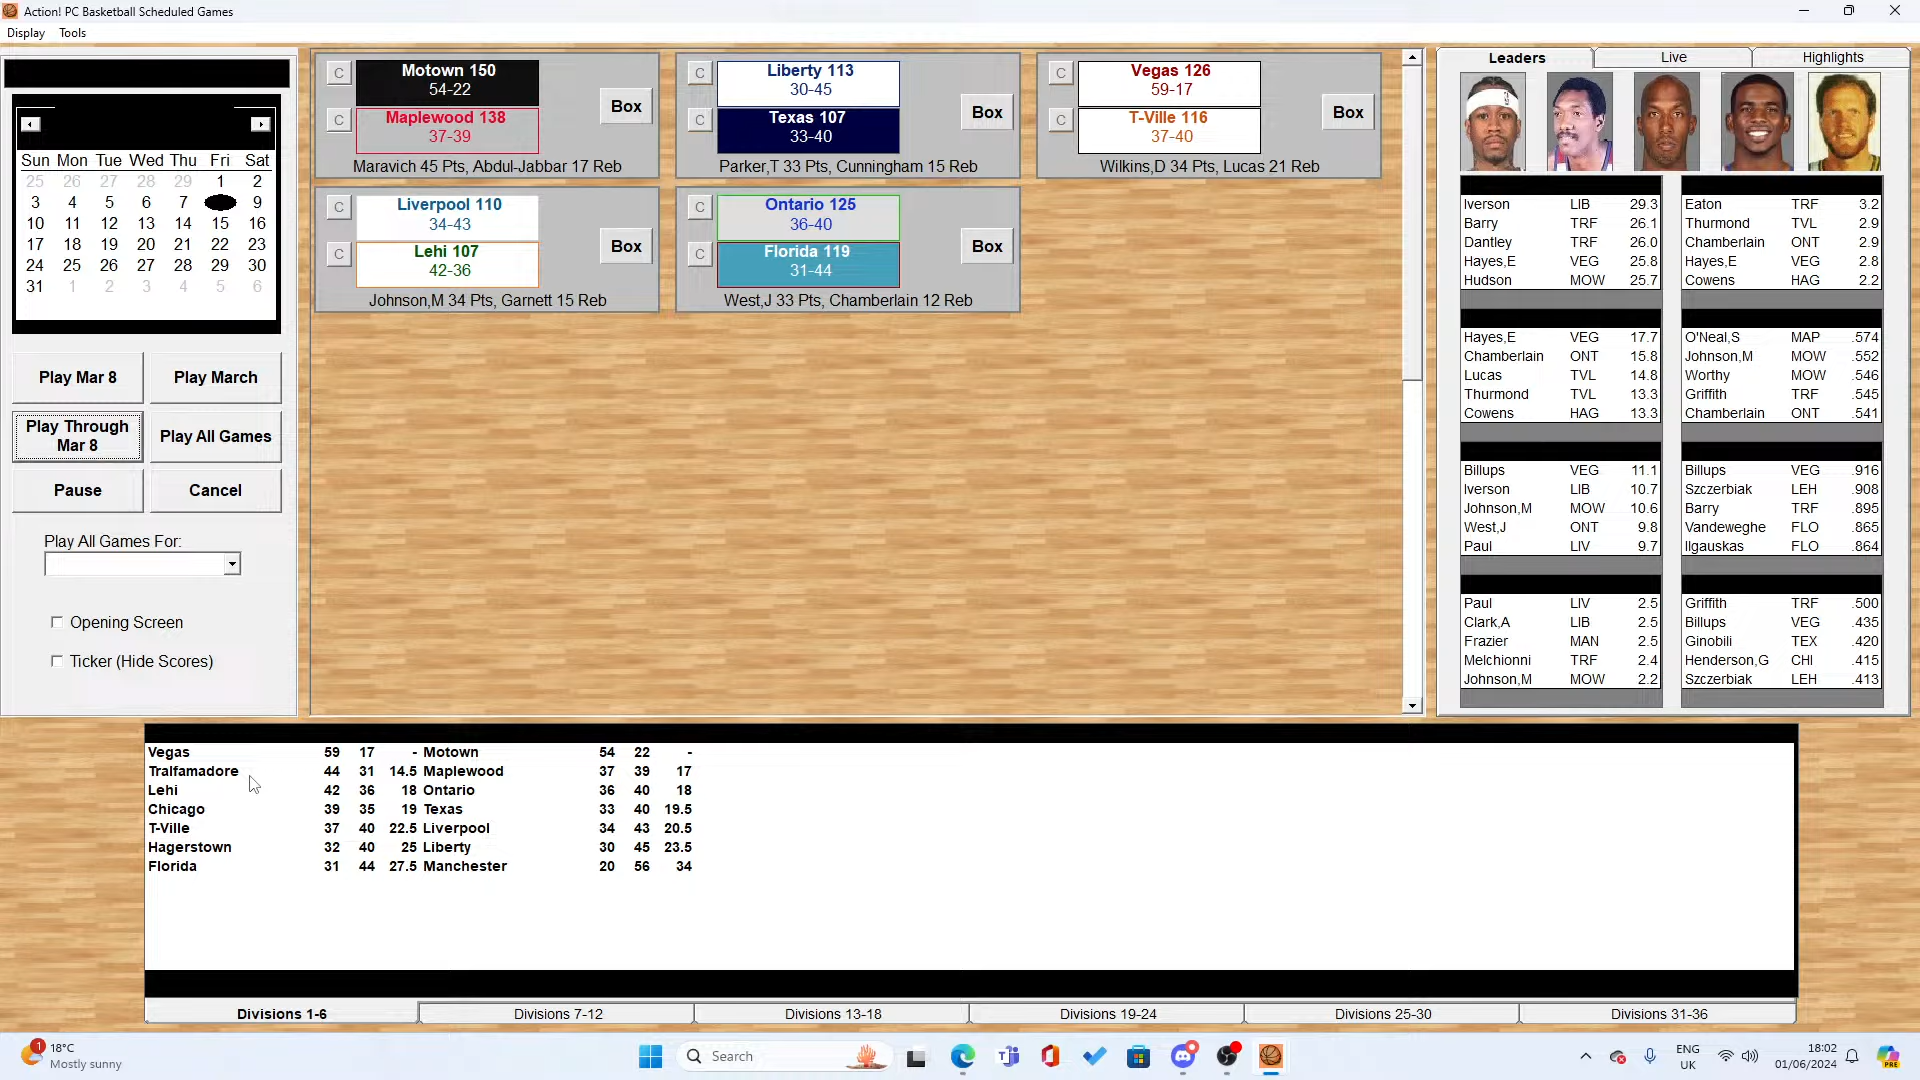 Action! PC Basketball Scheduled Games
Display Tools
Sun Mon Tue Wed Thu Fri Sat
25 26 27 28 29 1 2
3 4 5 6 7 9
10 11 12 13 14 15 16
17 18 19 20 21 22 23
24 25 26 27 28 29 30
31 1 2 3 4 5 6
Play Mar 8 Play March
Play Through
Mar 8
Play All Games
Pause Cancel
Play All Games For:
Opening Screen
Ticker (Hide Scores)
C Motown 150
54-22
C Maplewood 138
37-39
Box
Maravich 45 Pts, Abdul-Jabbar 17 Reb
C Liberty 113
30-45
C Texas 107
33-40
Box
Parker,T 33 Pts, Cunningham 15 Reb
C Vegas 126
59-17
C T-Ville 116
37-40
Box
Wilkins,D 34 Pts, Lucas 21 Reb
C Liverpool 110
34-43
C Lehi 107
42-36
Box
Johnson,M 34 Pts, Garnett 15 Reb
C Ontario 125
36-40
C Florida 119
31-44
Box
West,J 33 Pts, Chamberlain 12 Reb
Leaders Live Highlights
Iverson LIB 29.3
Barry TRF 26.1
Dantley TRF 26.0
Hayes,E VEG 25.8
Hudson MOW 25.7
Eaton TRF 3.2
Thurmond TVL 2.9
Chamberlain ONT 2.9
Hayes,E VEG 2.8
Cowens HAG 2.2
Hayes,E VEG 17.7
Chamberlain ONT 15.8
Lucas TVL 14.8
Thurmond TVL 13.3
Cowens HAG 13.3
O'Neal,S MAP .574
Johnson,M MOW .552
Worthy MOW .546
Griffith TRF .545
Chamberlain ONT .541
Billups VEG 11.1
Iverson LIB 10.7
Johnson,M MOW 10.6
West,J ONT 9.8
Paul LIV 9.7
Billups VEG .916
Szczerbiak LEH .908
Barry TRF .895
Vandeweghe FLO .865
Ilgauskas FLO .864
Paul LIV 2.5
Clark,A LIB 2.5
Frazier MAN 2.5
Melchionni TRF 2.4
Johnson,M MOW 2.2
Griffith TRF .500
Billups VEG .435
Ginobili TEX .420
Henderson,G CHI .415
Szczerbiak LEH .413
Vegas 59 17 - Motown 54 22 -
Tralfamadore 44 31 14.5 Maplewood 37 39 17
Lehi 42 36 18 Ontario 36 40 18
Chicago 39 35 19 Texas 33 40 19.5
T-Ville 37 40 22.5 Liverpool 34 43 20.5
Hagerstown 32 40 25 Liberty 30 45 23.5
Florida 31 44 27.5 Manchester 20 56 34
Divisions 1-6 Divisions 7-12 Divisions 13-18 Divisions 19-24 Divisions 25-30 Divisions 31-36
1 18°C
Mostly sunny
Search
ENG
UK
18:02
01/06/2024
PRE